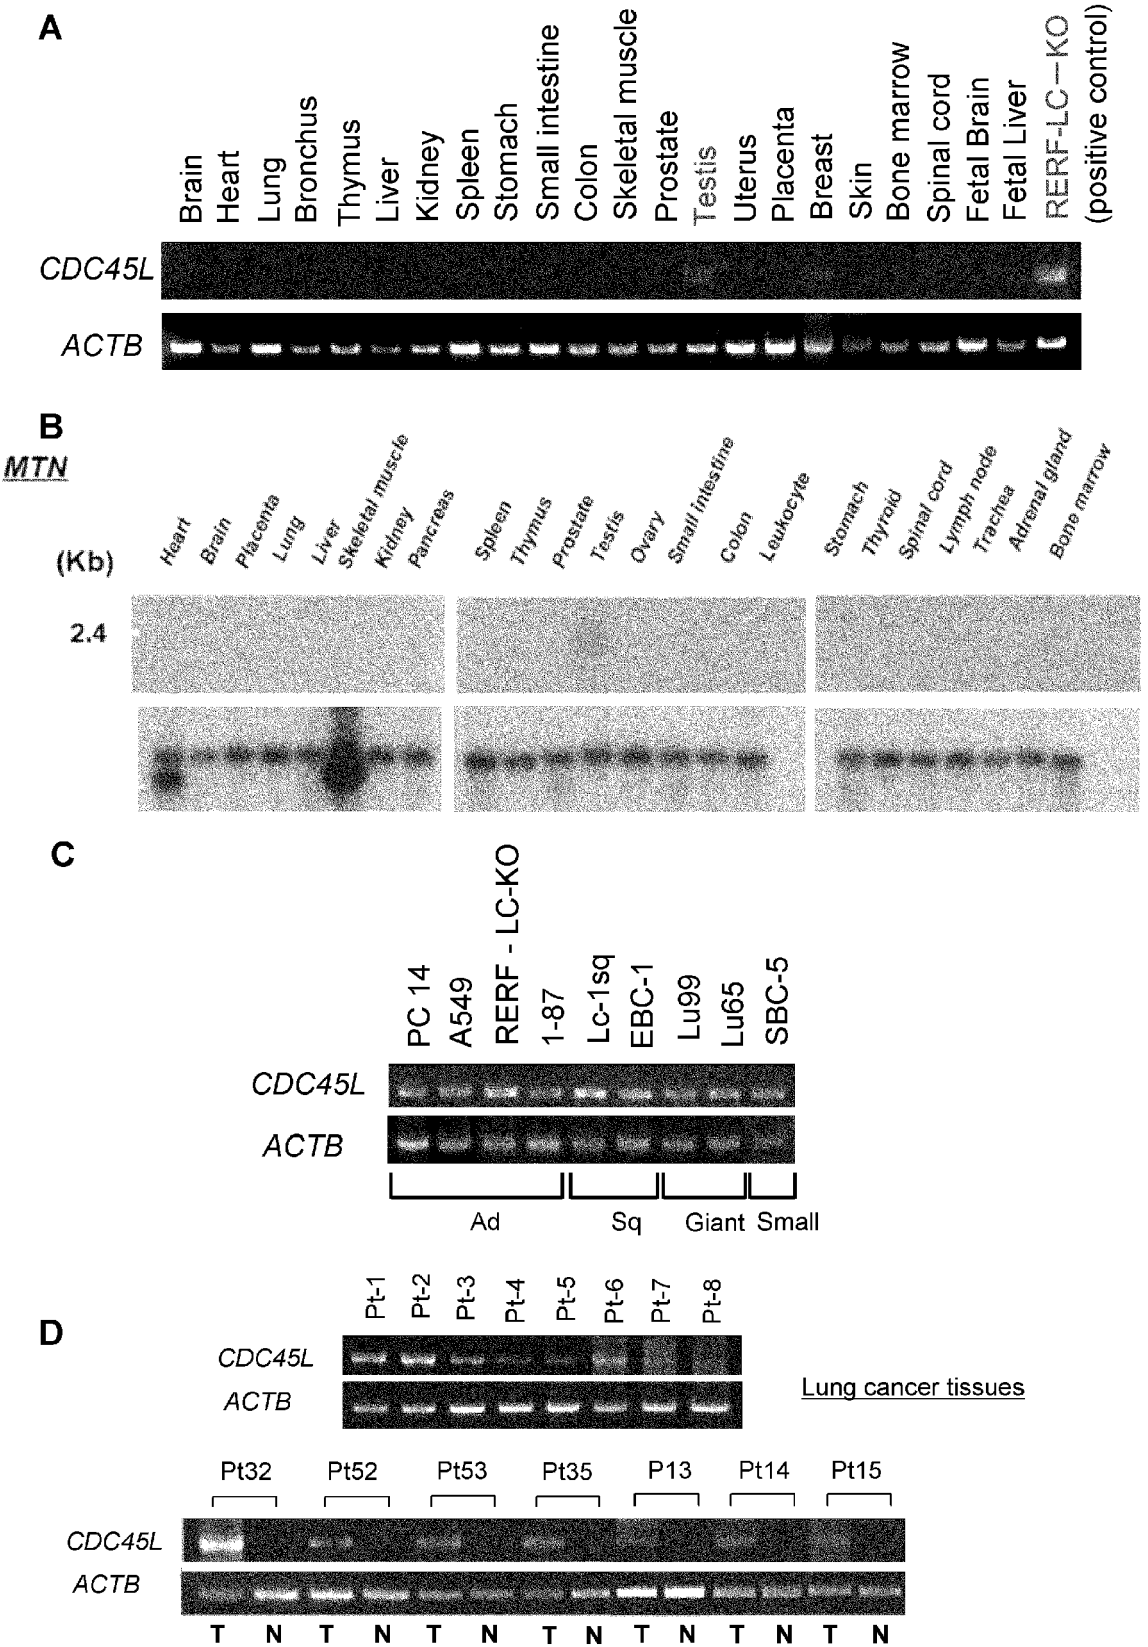 A
Brain Heart Lung Bronchus Thymus Liver Kidney Spleen Stomach Small intestine Colon Skeletal muscle Prostate Testis Uterus Placenta Breast Skin Bone marrow Spinal cord Fetal Brain Fetal Liver RERF-LC-KO (positive control)
CDC45L
ACTB
B
MTN
Heart Brain Placenta Lung Liver Skeletal muscle Kidney Pancreas Spleen Thymus Prostate Testis Ovary Small intestine Colon Leukocyte Stomach Thyroid Spinal cord Lymph node Trachea Adrenal gland Bone marrow
(Kb)
2.4
C
PC 14 A549 RERF - LC-KO 1-87 Lc-1sq EBC-1 Lu99 Lu65 SBC-5
CDC45L
ACTB
Ad Sq Giant Small
D
Pt-1 Pt-2 Pt-3 Pt-4 Pt-5 Pt-6 Pt-7 Pt-8
CDC45L
ACTB
Lung cancer tissues
Pt32 Pt52 Pt53 Pt35 P13 Pt14 Pt15
CDC45L
ACTB
T N T N T N T N T N T N T N